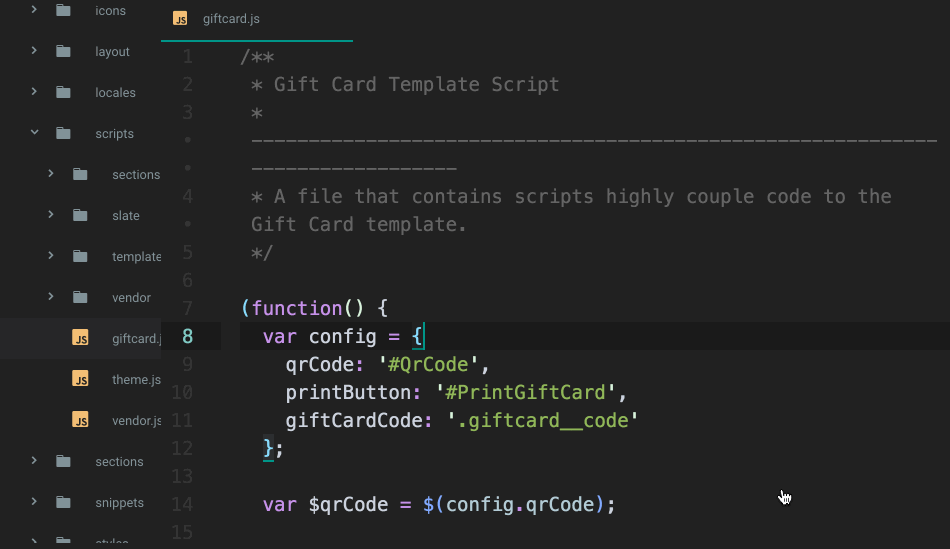 icons
layout
locales
scripts
sections
slate
template
vendor
giftcard.j
theme.js
vendor.js
sections
snippets
styles
JS giftcard.js
1 /**
2 * Gift Card Template Script
3 *
• ------------------------------------------------------------
• ------------------
4 * A file that contains scripts highly couple code to the
• Gift Card template.
5 */
6
7 (function() {
8 var config = {
9 qrCode: '#QrCode',
10 printButton: '#PrintGiftCard',
11 giftCardCode: '.giftcard__code'
12 };
13
14 var $qrCode = $(config.qrCode);
15